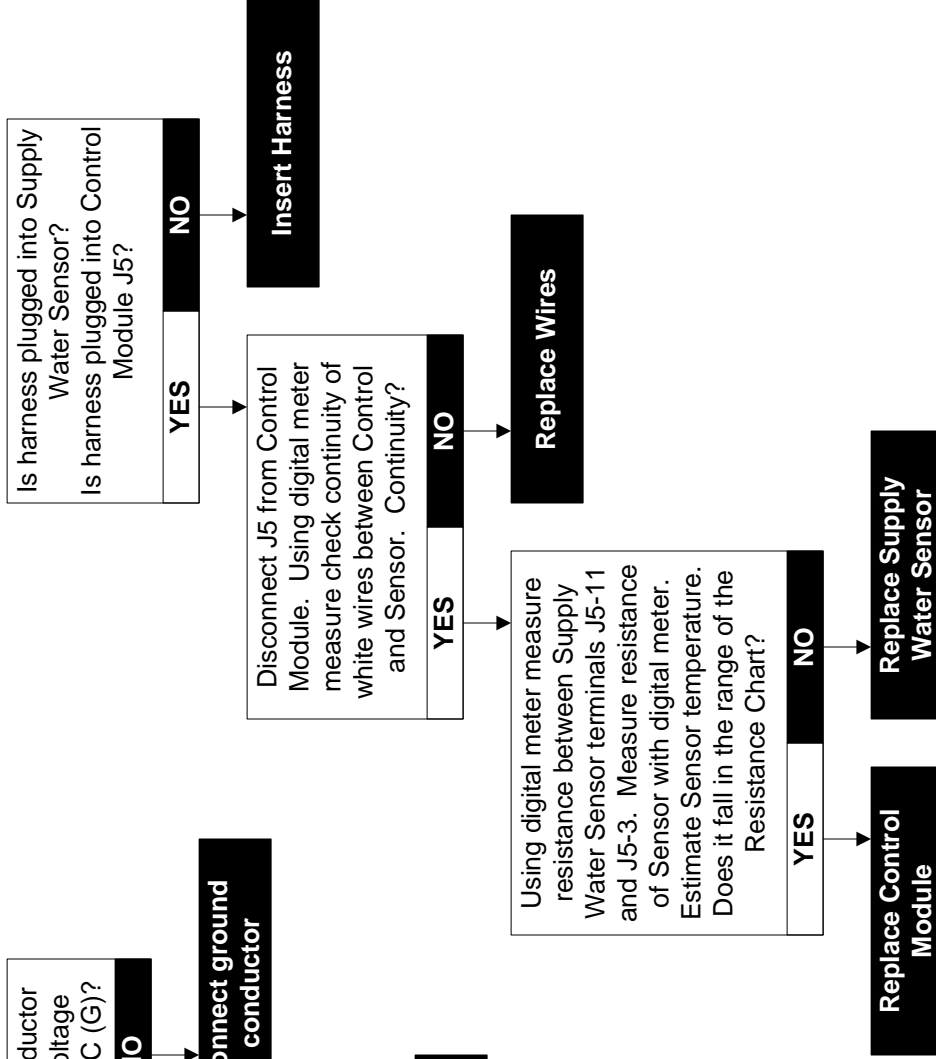 Is harness plugged into Supply
Water Sensor?
Is harness plugged into Control
Module J5?
YES
NO
Insert Harness
Disconnect J5 from Control
Module. Using digital meter
measure check continuity of
white wires between Control
and Sensor. Continuity?
YES
NO
Replace Wires
Using digital meter measure
resistance between Supply
Water Sensor terminals J5-11
and J5-3. Measure resistance
of Sensor with digital meter.
Estimate Sensor temperature.
Does it fall in the range of the
Resistance Chart?
YES
NO
Replace Control
Module
Replace Supply
Water Sensor
C (G)?
ground
conductor